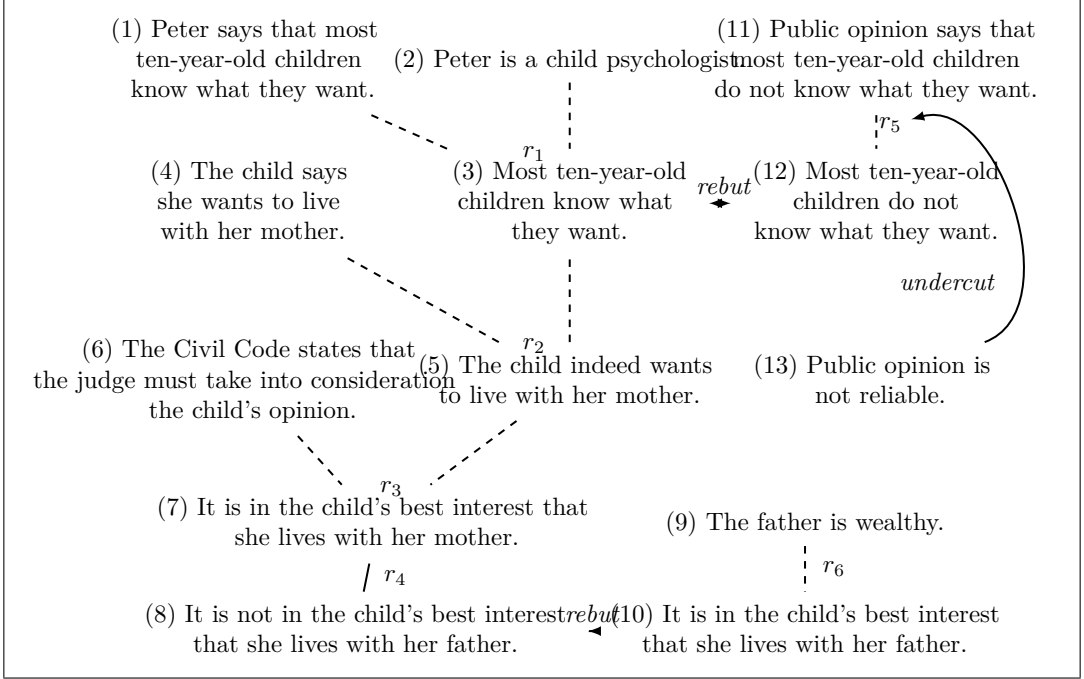 (1) Peter says that most
ten-year-old children
know what they want.
(2) Peter is a child psychologist.
(11) Public opinion says that
most ten-year-old children
do not know what they want.
r5
r1
(4) The child says
she wants to live
with her mother.
(3) Most ten-year-old
children know what
they want.
rebut
(12) Most ten-year-old
children do not
know what they want.
undercut
r2
(6) The Civil Code states that
the judge must take into consideration
the child's opinion.
(5) The child indeed wants
to live with her mother.
(13) Public opinion is
not reliable.
r3
(7) It is in the child's best interest that
she lives with her mother.
(9) The father is wealthy.
r4
r6
(8) It is not in the child's best interest
that she lives with her father.
rebut
(10) It is in the child's best interest
that she lives with her father.